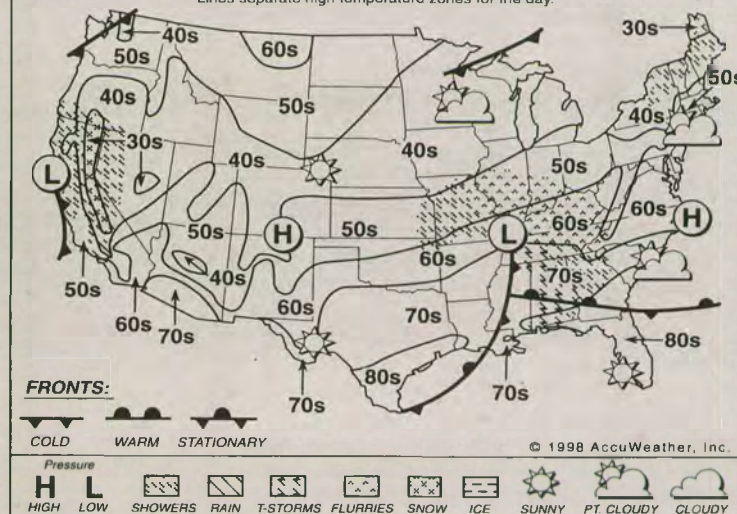 Lines separate high temperature zones for the day.
40s
50s
60s
30s
50s
40s
50s
40s
30s
40s
40s
50s
L
50s
H
50s
60s
L
60s
60s
H
40s
70s
50s
60s
70s
60s
70s
80s
70s
80s
70s
FRONTS:
COLD WARM STATIONARY
© 1998 AccuWeather, Inc.
Pressure
H L
HIGH LOW SHOWERS RAIN T-STORMS FLURRIES SNOW ICE SUNNY PT. CLOUDY CLOUDY